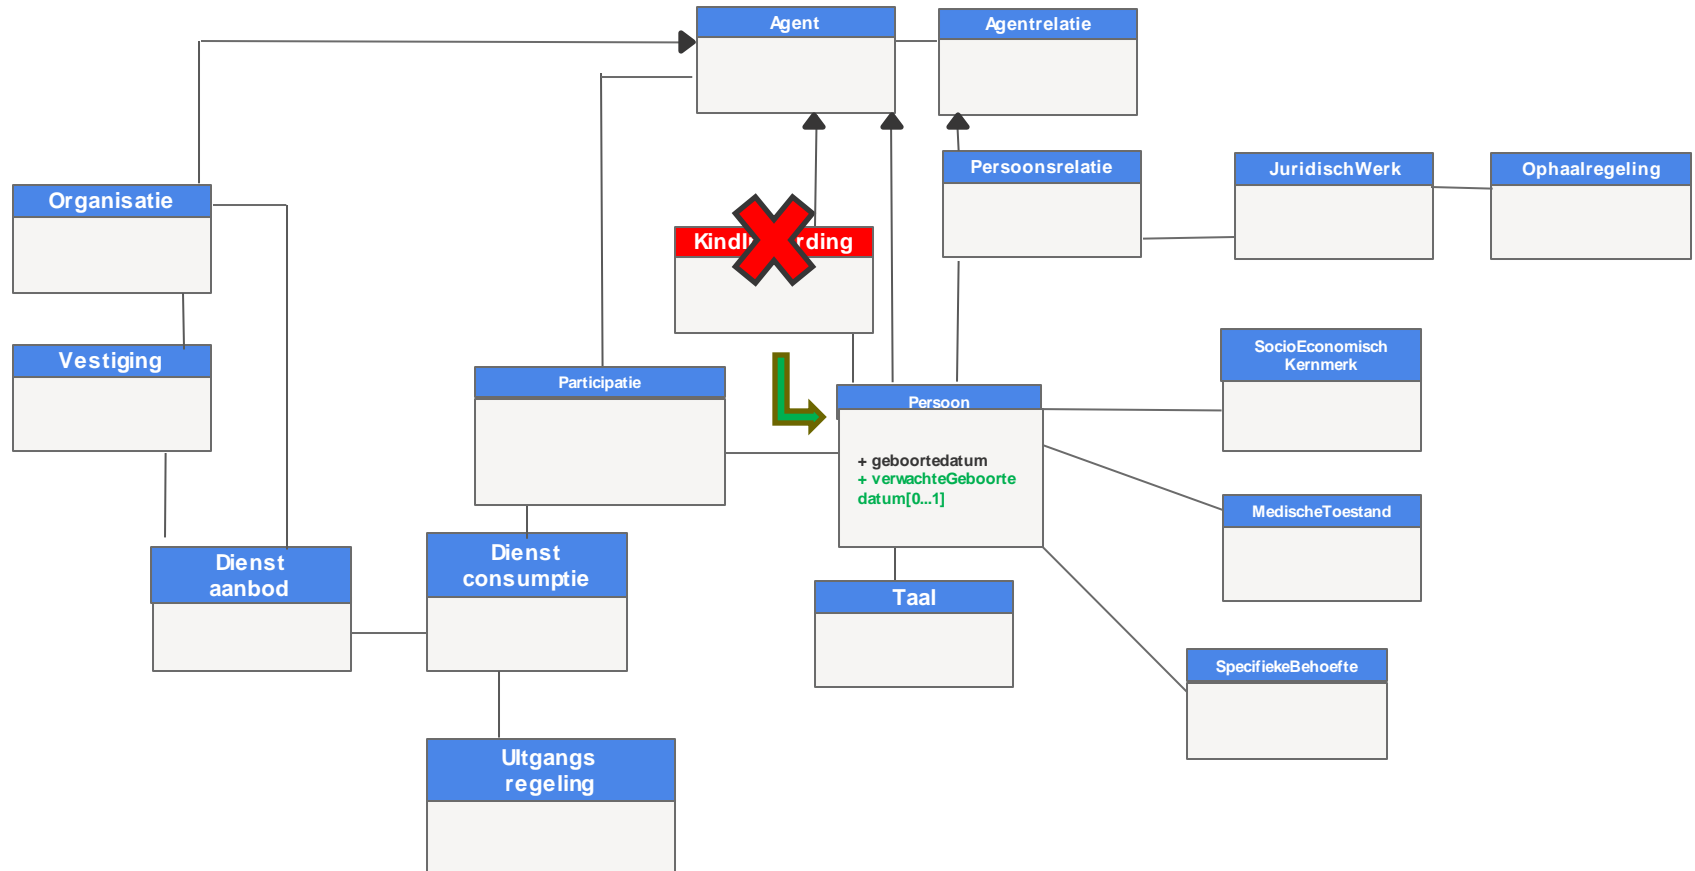 Agent
Agentrelatie
Persoonsrelatie
JuridischWerk
Ophaalregeling
Organisatie
Vestiging
Participatie
Persoon
+ geboortedatum
+ verwachteGeboorte
datum[0...1]
SocioEconomisch
Kernmerk
MedischeToestand
SpecifiekeBehoefte
Dienst
aanbod
Dienst
consumptie
Taal
UItgangs
regeling